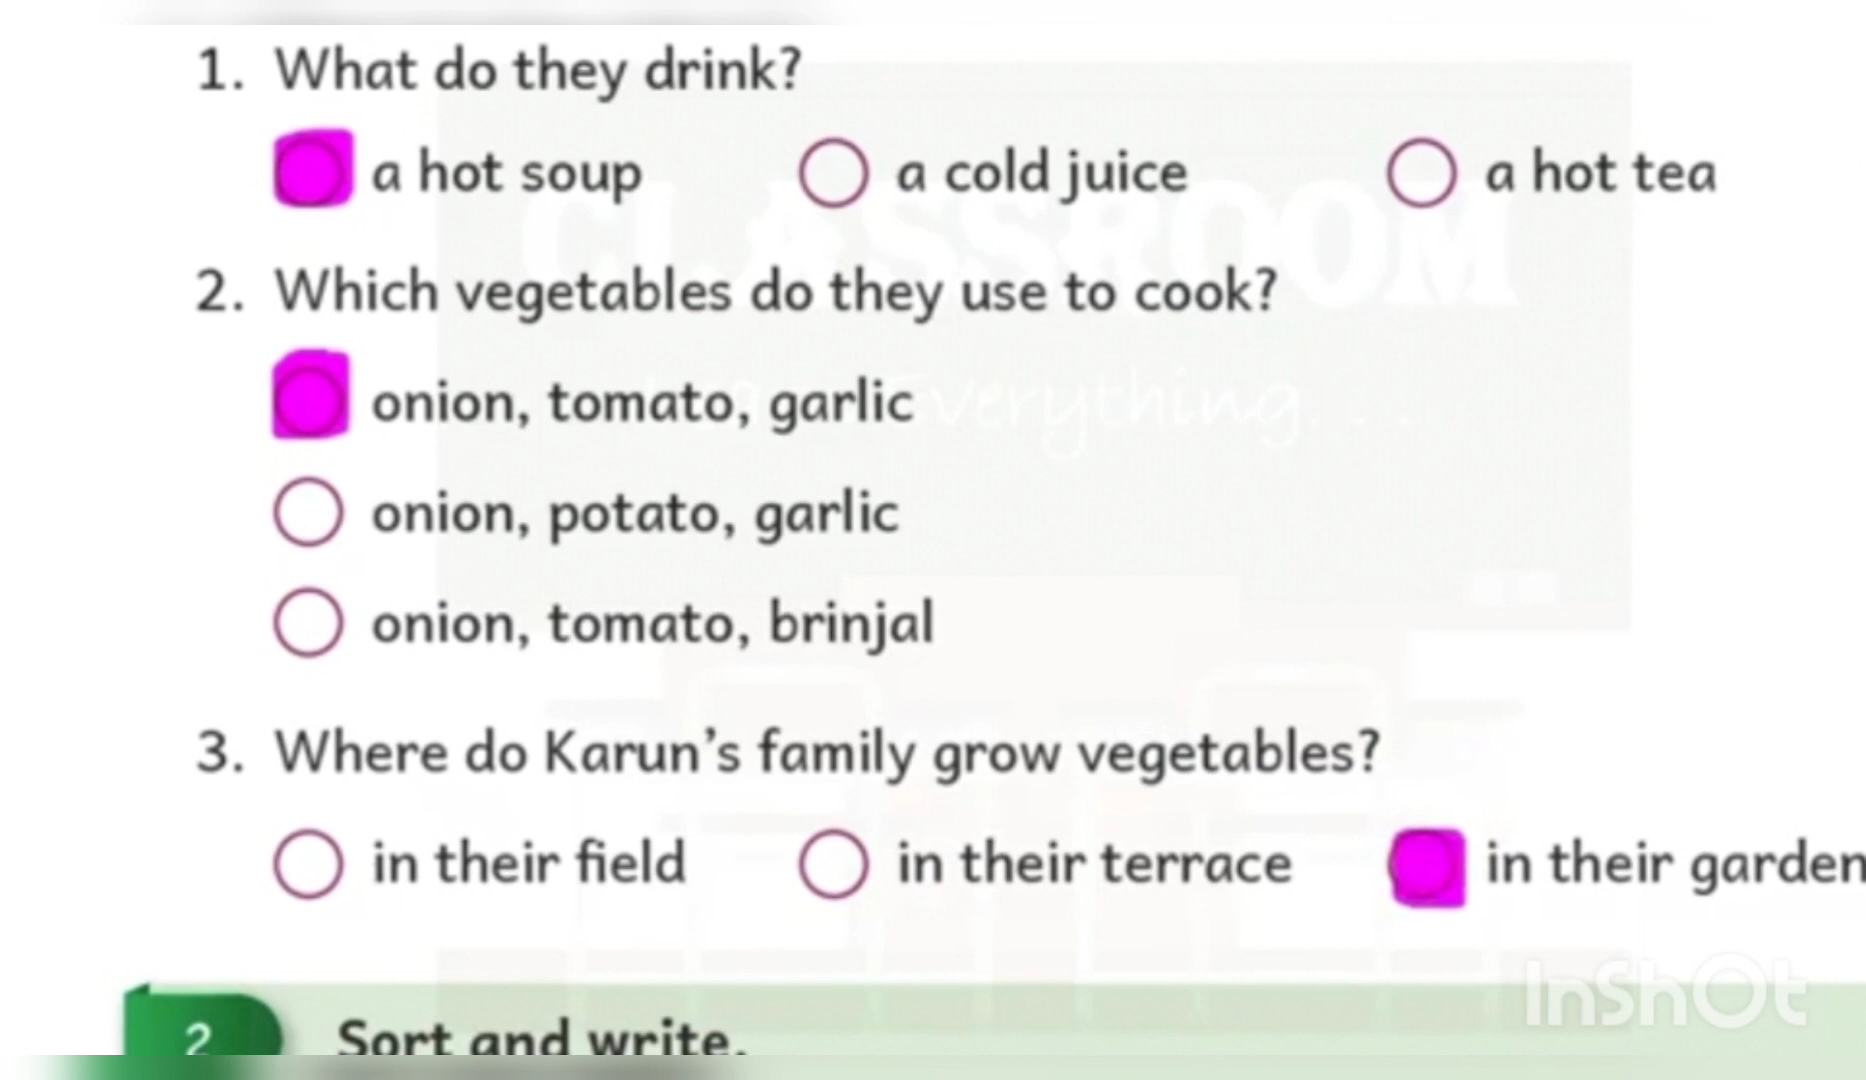 1. What do they drink?
a hot soup a cold juice a hot tea
2. Which vegetables do they use to cook?
onion, tomato, garlic
onion, potato, garlic
onion, tomato, brinjal
3. Where do Karun’s family grow vegetables?
in their field in their terrace in their garden
2 Sort and write.
CLASSROOM
Everything...
InShOt